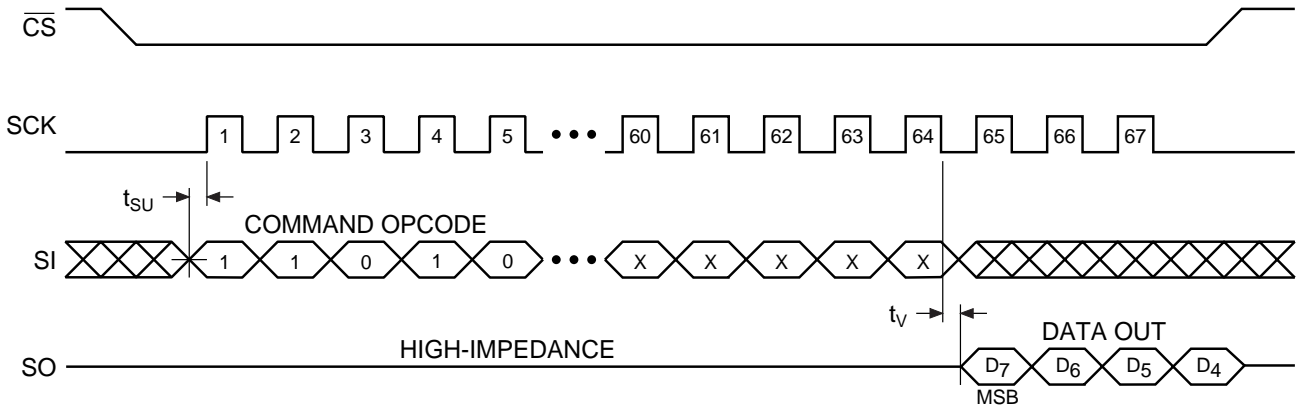 CS
SCK 1 2 3 4 5 ••• 60 61 62 63 64 65 66 67
tSU
COMMAND OPCODE
SI 1 1 0 1 0 ••• X X X X X
tV
DATA OUT
HIGH-IMPEDANCE
SO D7 D6 D5 D4
MSB